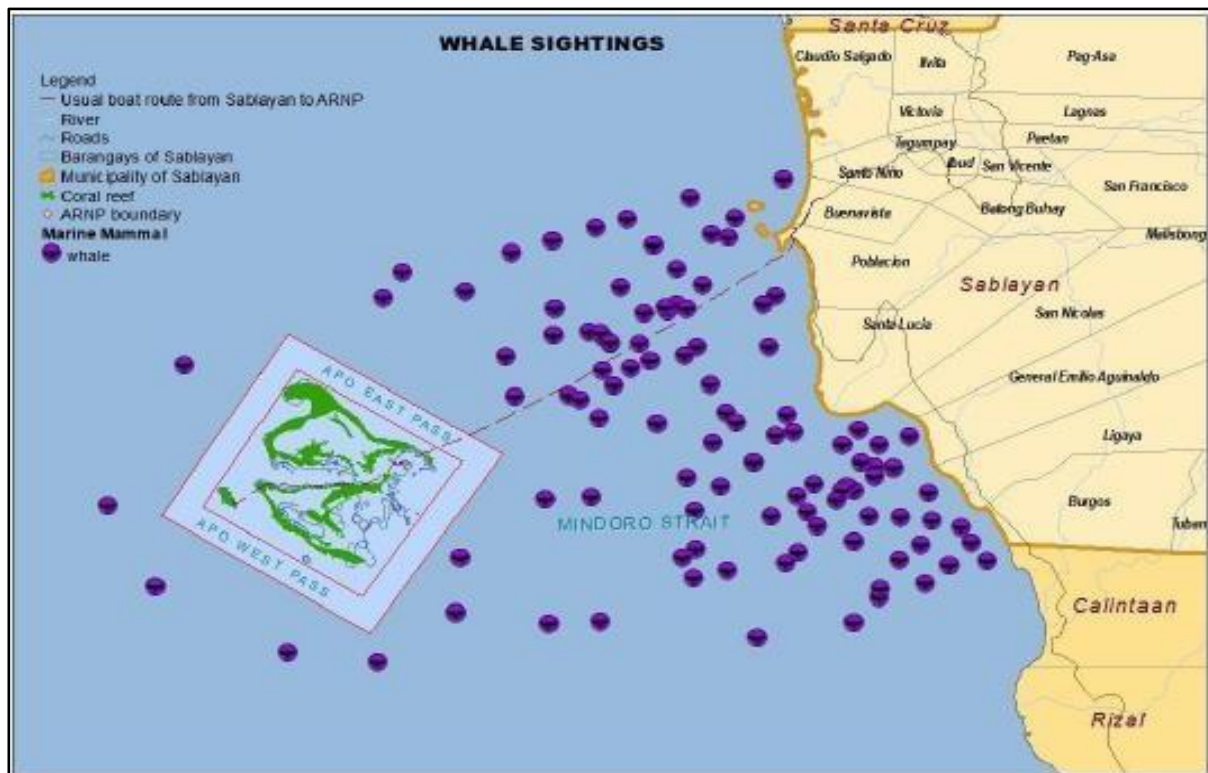 WHALE SIGHTINGS
Legend
Usual boat route from Sablayan to ARNP
River
Roads
Barangays of Sablayan
Municipality of Sablayan
Coral reef
ARNP boundary
Marine Mammal
whale
Santa Cruz
Claudio Salgado
Ilvita
Pag-Asa
Victoria
Lagnas
Tagumpay
Paetan
Ibud
San Vicente
Santo Niño
San Francisco
Buenavista
Batong Buhay
Malisbong
Poblacion
Sablayan
San Nicolas
Santa Lucia
General Emilio Aguinaldo
Ligaya
Burgos
Tuban
APO EAST PASS
APO WEST PASS
MINDORO STRAIT
Calintaan
Rizal